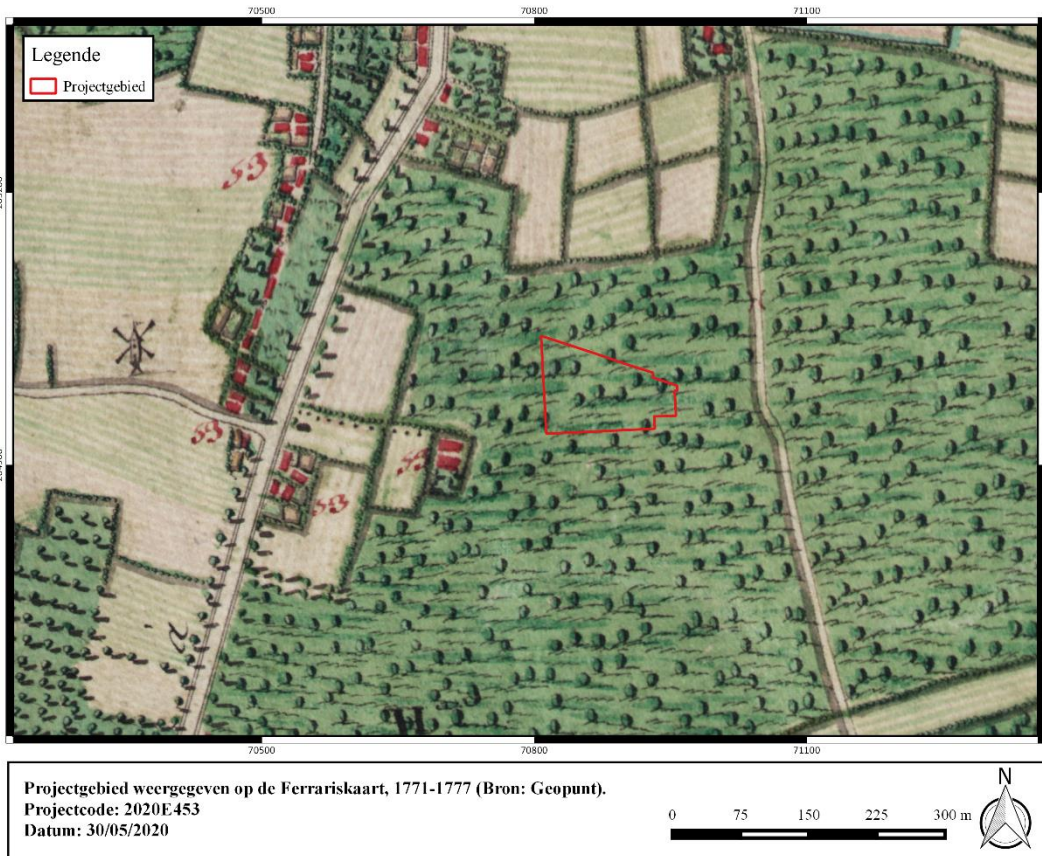 70500
70800
71100
Legende
Projectgebied
53
53
53
53
70500
70800
71100
Projectgebied weergegeven op de Ferrariskaart, 1771-1777 (Bron: Geopunt).
Projectcode: 2020E453
Datum: 30/05/2020
0 75 150 225 300 m
N